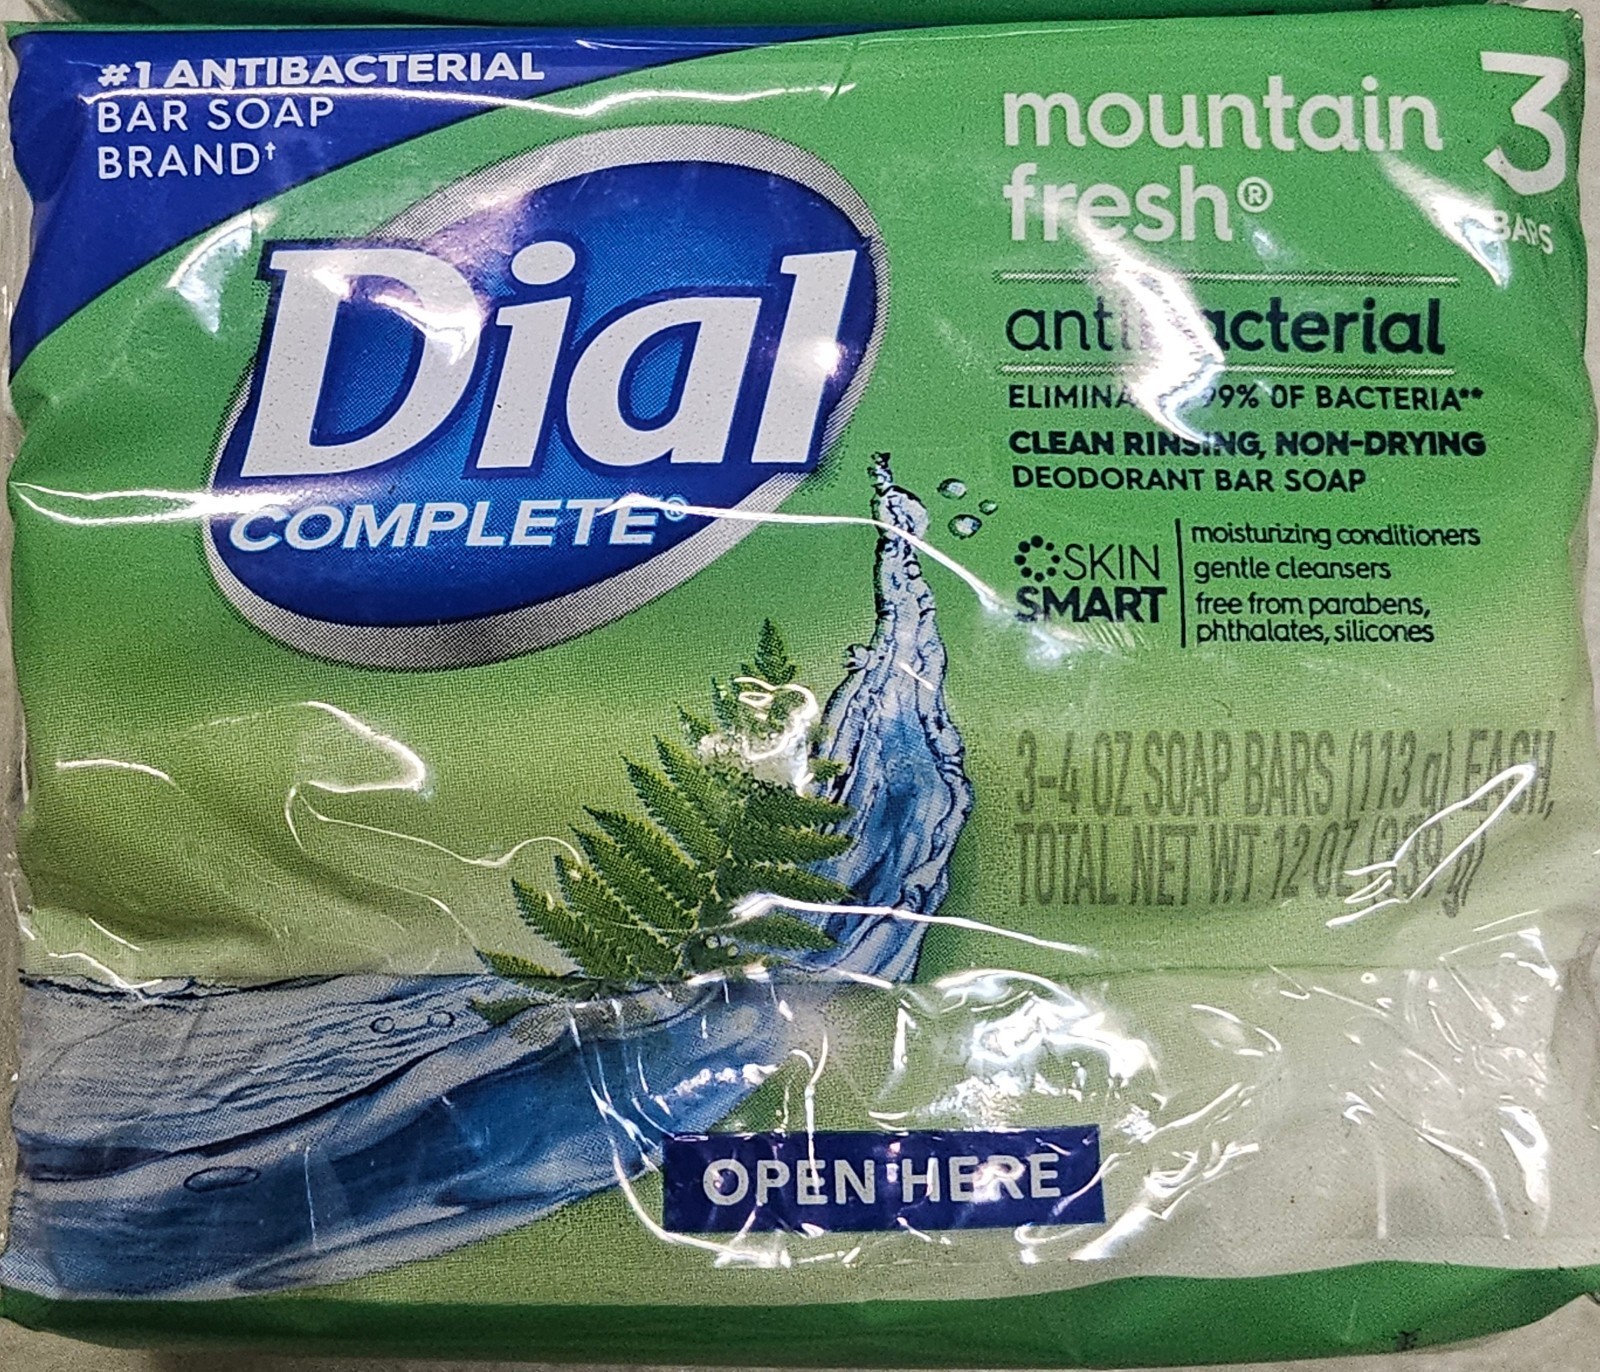 #1 ANTIBACTERIAL
BAR SOAP
BRAND†
Dial
COMPLETE®
mountain
fresh®
3
BARS
antibacterial
99% OF BACTERIA**
CLEAN RINSING, NON-DRYING
DEODORANT BAR SOAP
SKIN
SMART
moisturizing conditioners
gentle cleansers
free from parabens,
phthalates, silicones
3-4 OZ SOAP BARS (113 g) EACH,
TOTAL NET WT 12 OZ (339 g)
OPEN HERE